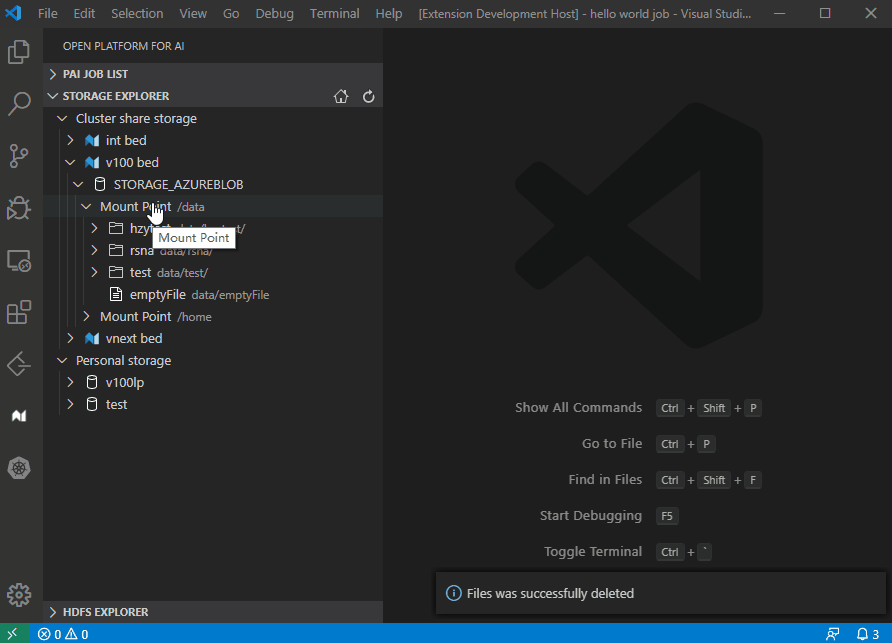 File Edit Selection View Go Debug Terminal Help [Extension Development Host] - hello world job - Visual Studi...
OPEN PLATFORM FOR AI
PAI JOB LIST
STORAGE EXPLORER
Cluster share storage
int bed
v100 bed
STORAGE_AZUREBLOB
Mount Point /data
Mount Point
rsna data/rsna/
test data/test/
emptyFile data/emptyFile
Mount Point /home
vnext bed
Personal storage
v100lp
test
Show All Commands Ctrl + Shift + P
Go to File Ctrl + P
Find in Files Ctrl + Shift + F
Start Debugging F5
Toggle Terminal Ctrl + `
Files was successfully deleted
HDFS EXPLORER
0 0 3